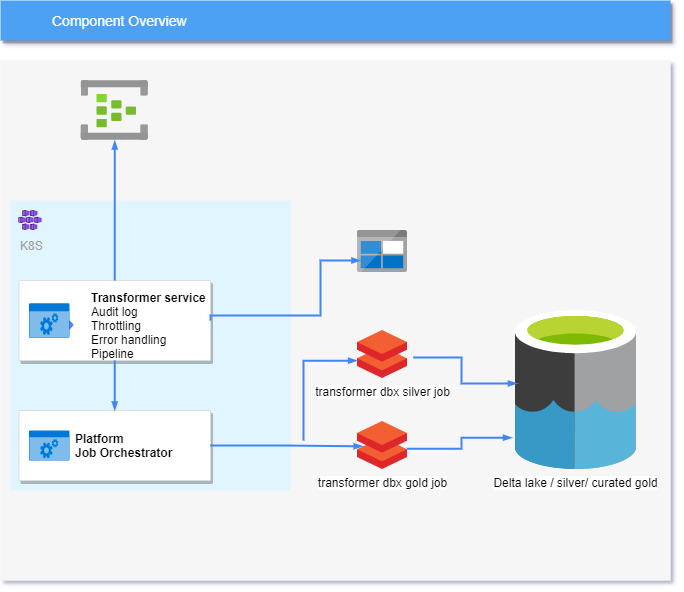 Component Overview
K8S
Transformer service
Audit log
Throttling
Error handling
Pipeline
transformer dbx silver job
Platform
Job Orchestrator
transformer dbx gold job
Delta lake / silver/ curated gold